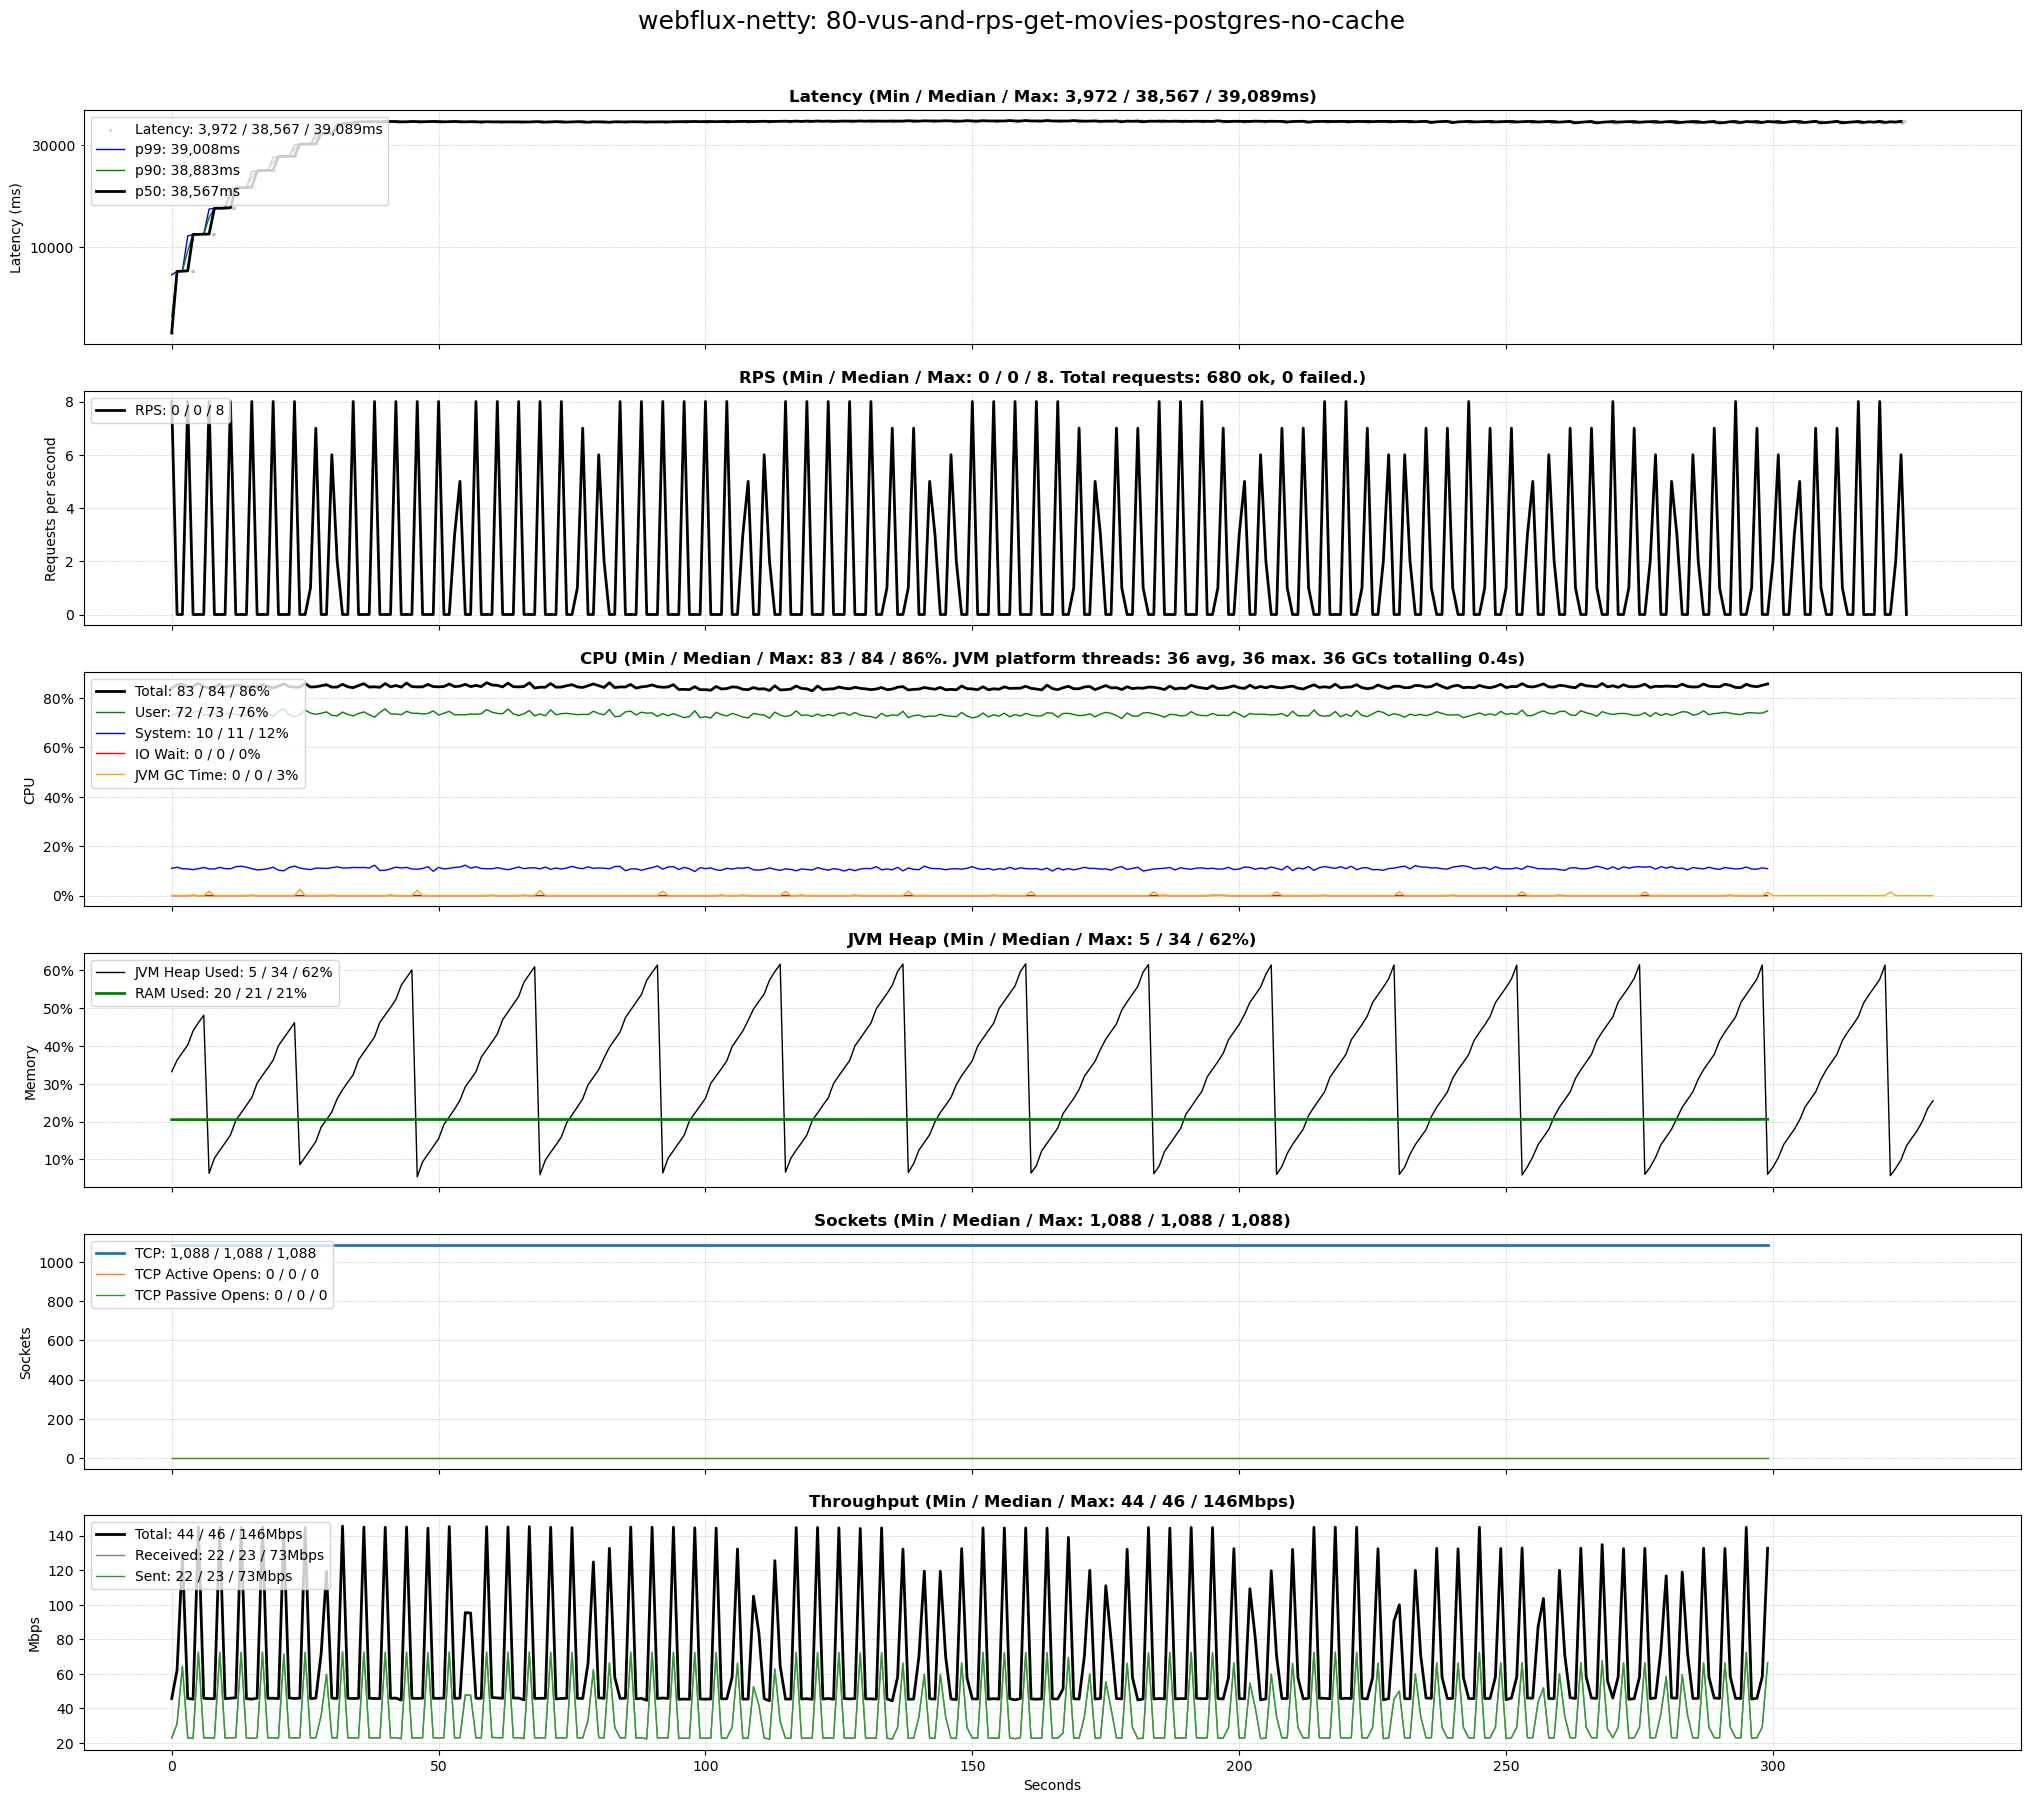 webflux-netty: 80-vus-and-rps-get-movies-postgres-no-cache
Latency (Min / Median / Max: 3,972 / 38,567 / 39,089ms)
Latency: 3,972 / 38,567 / 39,089ms
p99: 39,008ms
p90: 38,883ms
p50: 38,567ms
30000
10000
Latency (ms)
RPS (Min / Median / Max: 0 / 0 / 8. Total requests: 680 ok, 0 failed.)
RPS: 0 / 0 / 8
8
6
4
2
0
Requests per second
CPU (Min / Median / Max: 83 / 84 / 86%. JVM platform threads: 36 avg, 36 max. 36 GCs totalling 0.4s)
Total: 83 / 84 / 86%
User: 72 / 73 / 76%
System: 10 / 11 / 12%
IO Wait: 0 / 0 / 0%
JVM GC Time: 0 / 0 / 3%
80%
60%
40%
20%
0%
CPU
JVM Heap (Min / Median / Max: 5 / 34 / 62%)
JVM Heap Used: 5 / 34 / 62%
RAM Used: 20 / 21 / 21%
60%
50%
40%
30%
20%
10%
Memory
Sockets (Min / Median / Max: 1,088 / 1,088 / 1,088)
TCP: 1,088 / 1,088 / 1,088
TCP Active Opens: 0 / 0 / 0
TCP Passive Opens: 0 / 0 / 0
1000
800
600
400
200
0
Sockets
Throughput (Min / Median / Max: 44 / 46 / 146Mbps)
Total: 44 / 46 / 146Mbps
Received: 22 / 23 / 73Mbps
Sent: 22 / 23 / 73Mbps
140
120
100
80
60
40
20
Mbps
0 50 100 150 200 250 300
Seconds